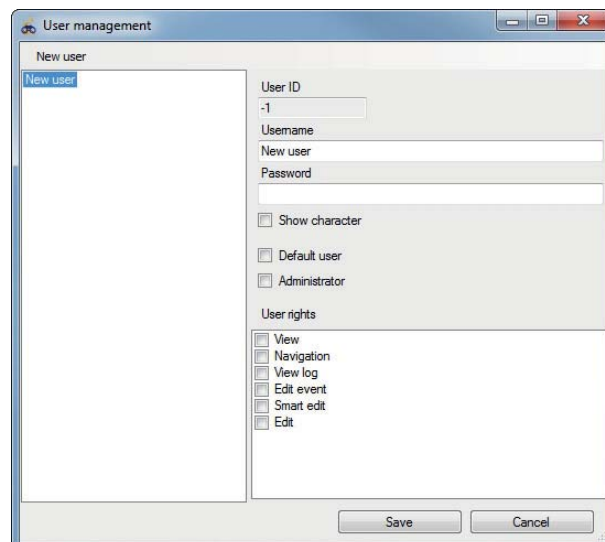 User management
New user
New user
User ID
-1
Username
New user
Password
Show character
Default user
Administrator
User rights
View
Navigation
View log
Edit event
Smart edit
Edit
Save Cancel